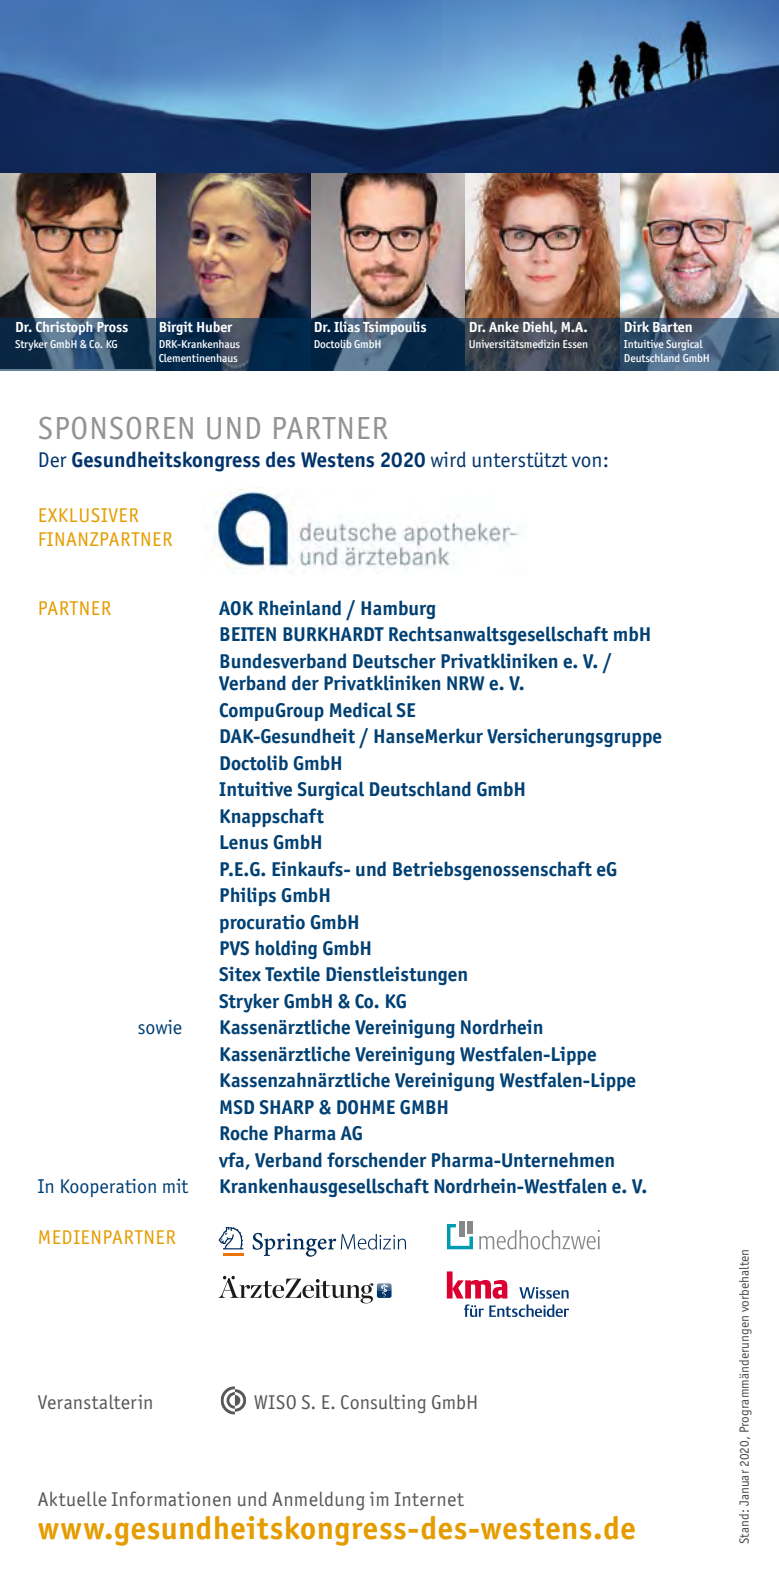 Dr. Christoph Pross
Stryker GmbH & Co. KG
Birgit Huber
DRK-Krankenhaus
Clementinenhaus
Dr. Ilias Tsimpoulis
Doctolib GmbH
Dr. Anke Diehl, M.A.
Universitätsmedizin Essen
Dirk Barten
Intuitive Surgical
Deutschland GmbH
SPONSOREN UND PARTNER
Der Gesundheitskongress des Westens 2020 wird unterstützt von:
EXKLUSIVER
FINANZPARTNER
deutsche apotheker-
und ärztebank
PARTNER
AOK Rheinland / Hamburg
BEITEN BURKHARDT Rechtsanwaltsgesellschaft mbH
Bundesverband Deutscher Privatkliniken e. V. /
Verband der Privatkliniken NRW e. V.
CompuGroup Medical SE
DAK-Gesundheit / HanseMerkur Versicherungsgruppe
Doctolib GmbH
Intuitive Surgical Deutschland GmbH
Knappschaft
Lenus GmbH
P.E.G. Einkaufs- und Betriebsgenossenschaft eG
Philips GmbH
procuratio GmbH
PVS holding GmbH
Sitex Textile Dienstleistungen
Stryker GmbH & Co. KG
sowie Kassenärztliche Vereinigung Nordrhein
Kassenärztliche Vereinigung Westfalen-Lippe
Kassenzahnärztliche Vereinigung Westfalen-Lippe
MSD SHARP & DOHME GMBH
Roche Pharma AG
vfa, Verband forschender Pharma-Unternehmen
In Kooperation mit Krankenhausgesellschaft Nordrhein-Westfalen e. V.
MEDIENPARTNER
Springer Medizin
medhochzwei
ÄrzteZeitung
kma Wissen
für Entscheider
Veranstalterin WISO S. E. Consulting GmbH
Aktuelle Informationen und Anmeldung im Internet
www.gesundheitskongress-des-westens.de
Stand: Januar 2020, Programmänderungen vorbehalten